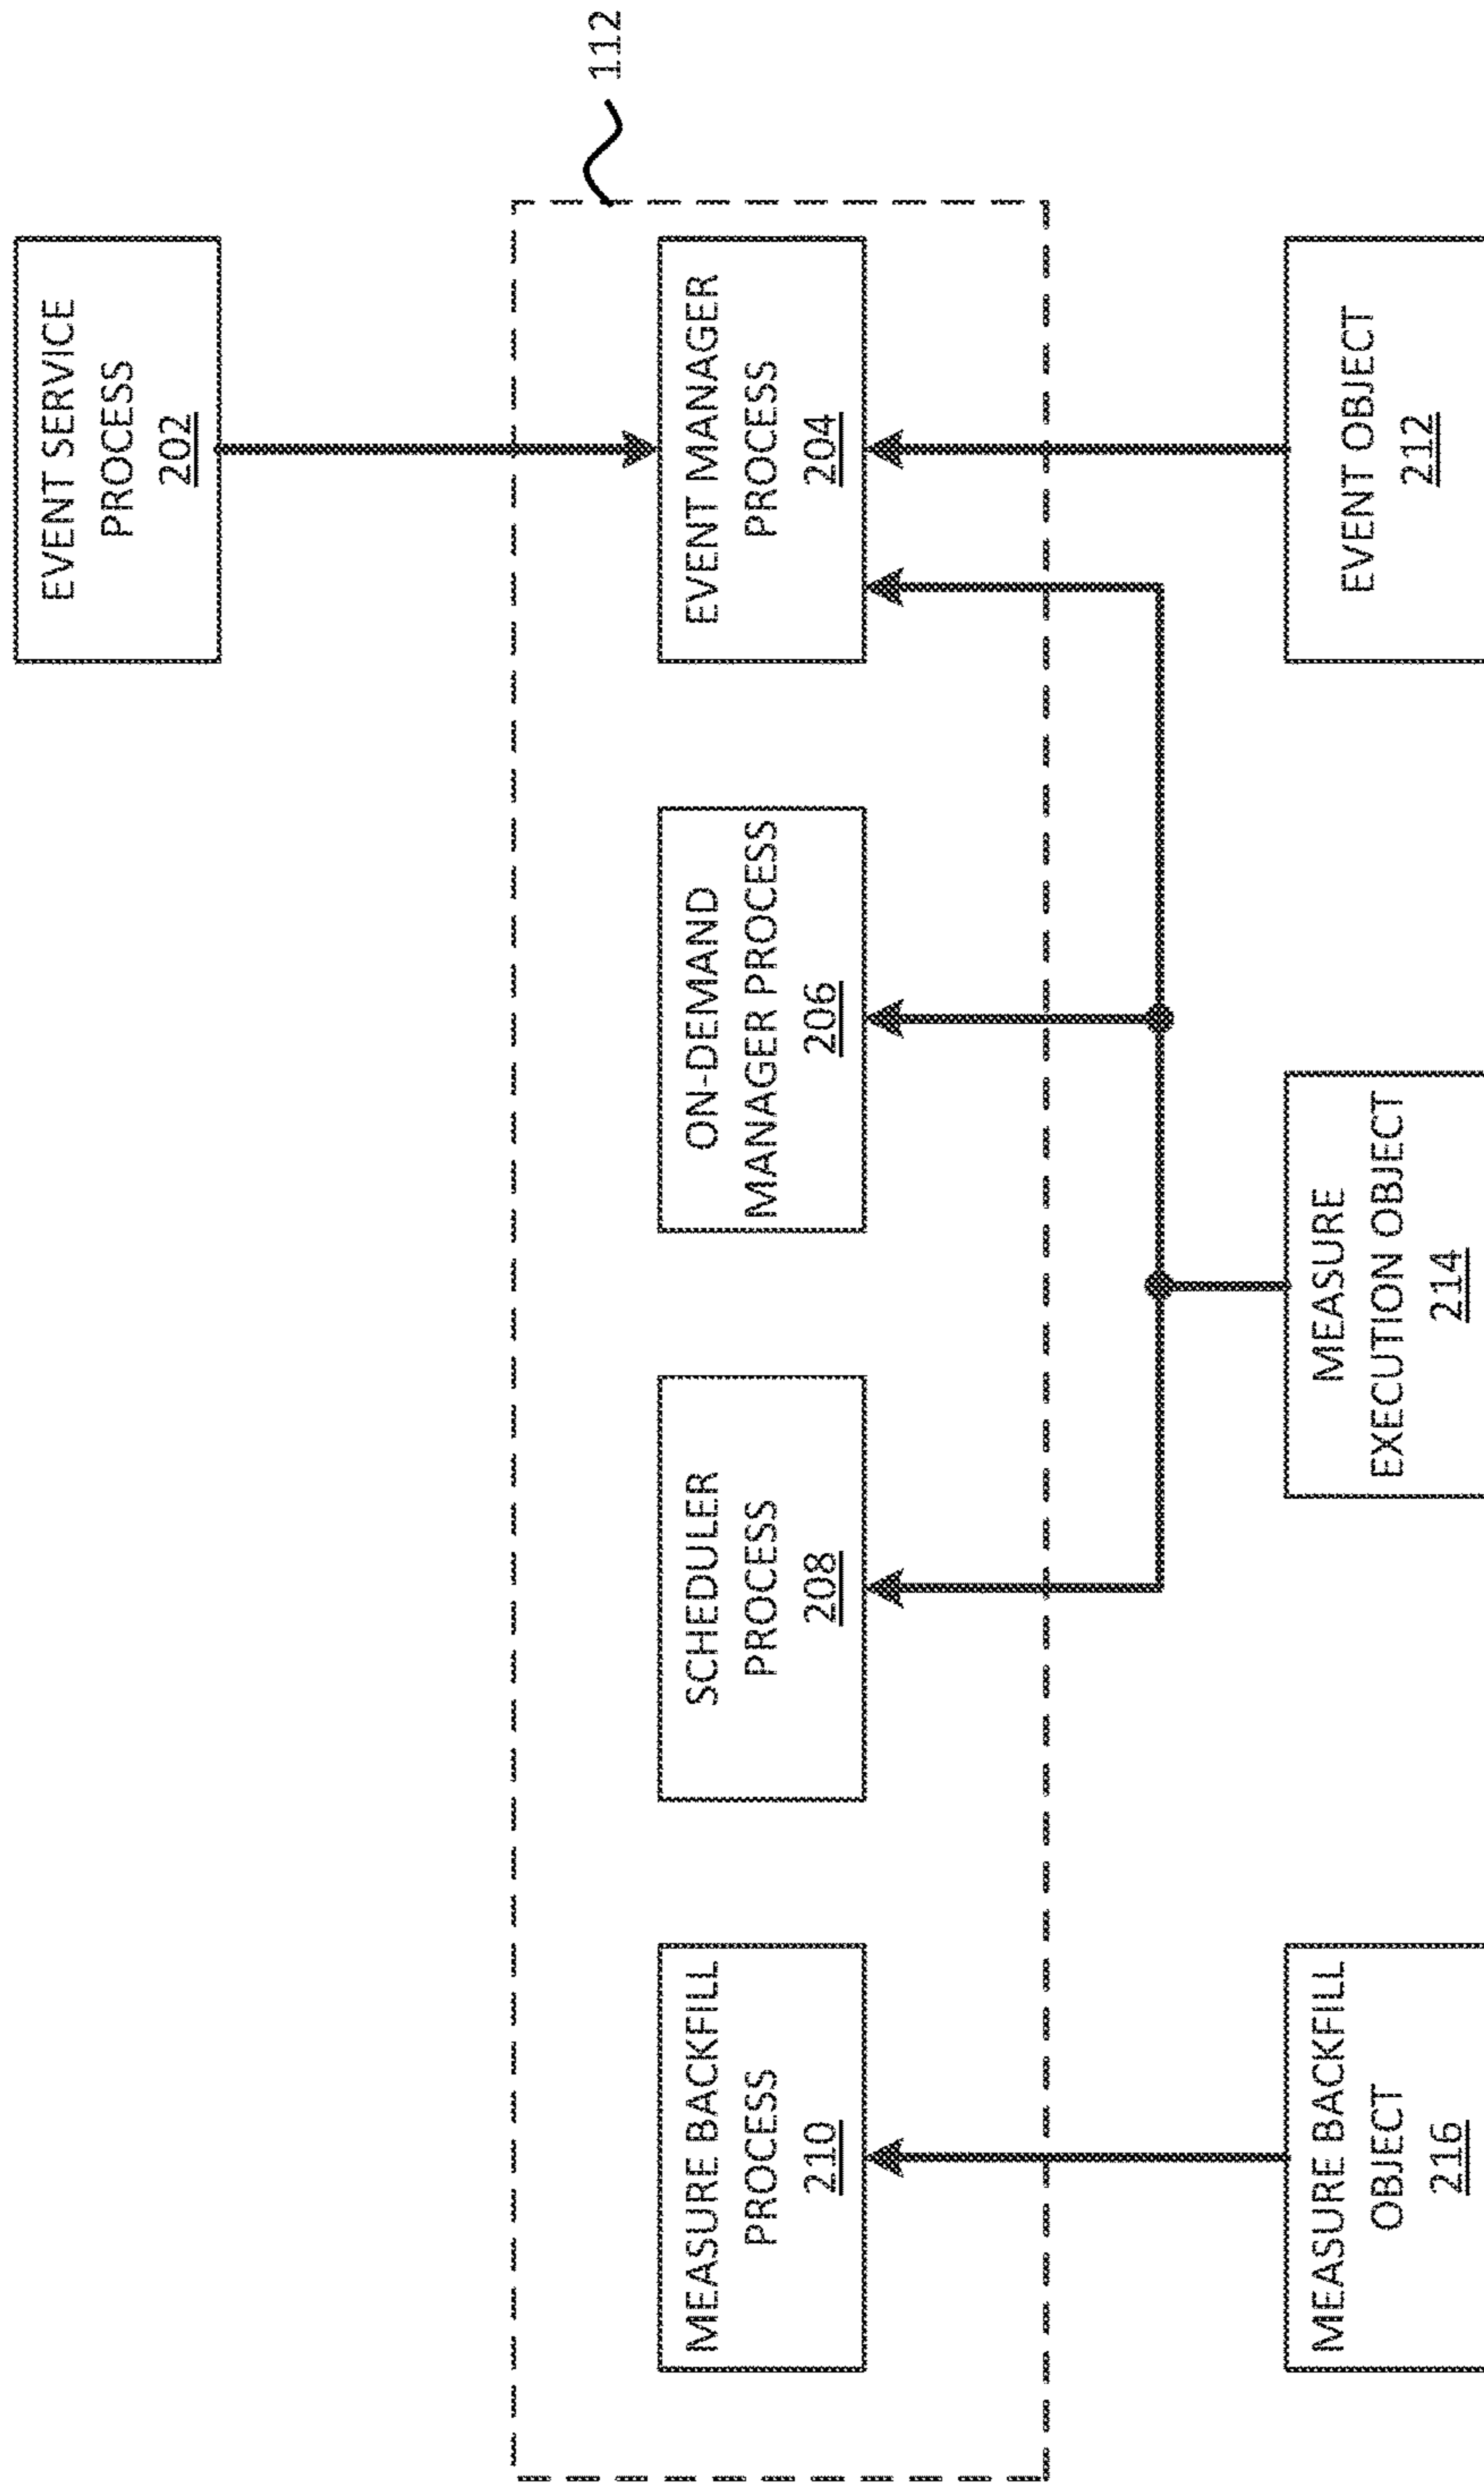 EVENT SERVICE
PROCESS
202
112
MEASURE BACKFILL
PROCESS
210
SCHEDULER
PROCESS
208
ON-DEMAND
MANAGER PROCESS
206
EVENT MANAGER
PROCESS
204
MEASURE BACKFILL
OBJECT
216
MEASURE
EXECUTION OBJECT
214
EVENT OBJECT
212